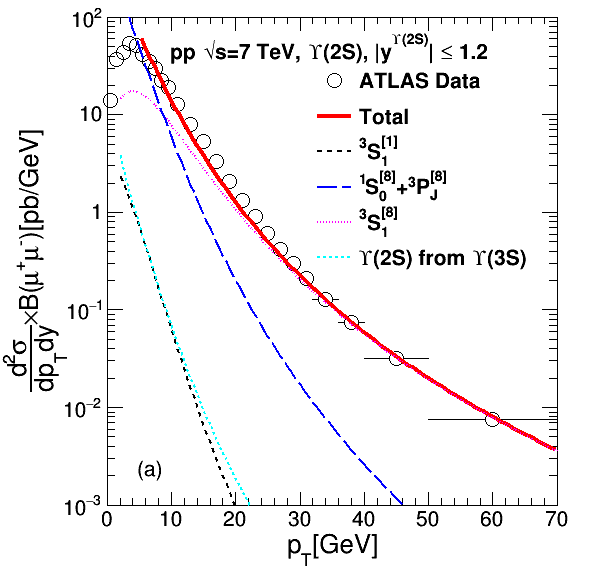 pp √s=7 TeV, ϒ(2S), |y^ϒ(2S)| ≤ 1.2
ATLAS Data
Total
³S₁^[1]
¹S₀^[8]+³P_J^[8]
³S₁^[8]
ϒ(2S) from ϒ(3S)
d²σ/dp_Tdy×B(μ⁺μ⁻)[pb/GeV]
10²
10
1
10⁻¹
10⁻²
10⁻³
(a)
0 10 20 30 40 50 60 70
p_T[GeV]